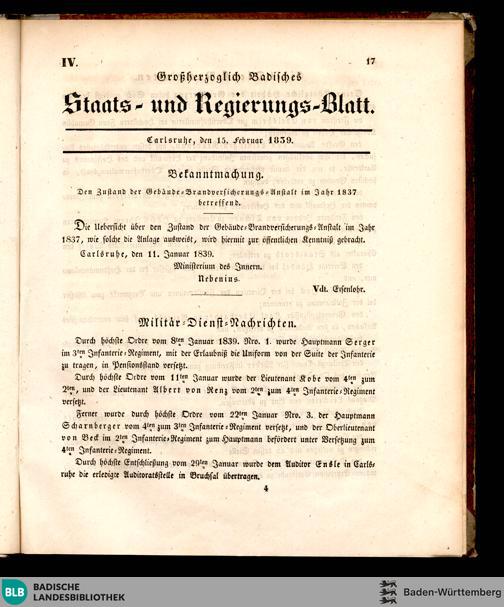 IV. 17
Großherzoglich Badisches
Staats- und Regierungs-Blatt.
Carlsruhe, den 15. Februar 1839.
Bekanntmachung.
Den Zustand der Gebäude-Brandversicherungs-Anstalt im Jahr 1837
betreffend.
Die Uebersicht über den Zustand der Gebäude-Brandversicherungs-Anstalt im Jahr
1837, wie solche die Anlage ausweist, wird hiermit zur öffentlichen Kenntniß gebracht.
Carlsruhe, den 11. Januar 1839.
Ministerium des Innern.
Nebenius.
Vdt. Eisenlohr.
Militär-Dienst-Nachrichten.
Durch höchste Ordre vom 8ten Januar 1839. Nro. 1. wurde Hauptmann Serger
im 3ten Infanterie-Regiment, mit der Erlaubniß die Uniform von der Suite der Infanterie
zu tragen, in Pensionsstand versetzt.
Durch höchste Ordre vom 11ten Januar wurde der Lieutenant Kobe vom 4ten zum
2ten, und der Lieutenant Albert von Renz vom 2ten zum 4ten Infanterie-Regiment
versetzt.
Ferner wurde durch höchste Ordre vom 22ten Januar Nro. 3. der Hauptmann
Scharnberger vom 4ten zum 3ten Infanterie-Regiment versetzt, und der Oberlieutenant
von Beck im 2ten Infanterie-Regiment zum Hauptmann befördert unter Versetzung zum
4ten Infanterie-Regiment.
Durch höchste Entschließung vom 29ten Januar wurde dem Auditor Ensle in Carls-
ruhe die erledigte Auditoratsstelle in Bruchsal übertragen.
4
BLB BADISCHE
LANDESBIBLIOTHEK
Baden-Württemberg